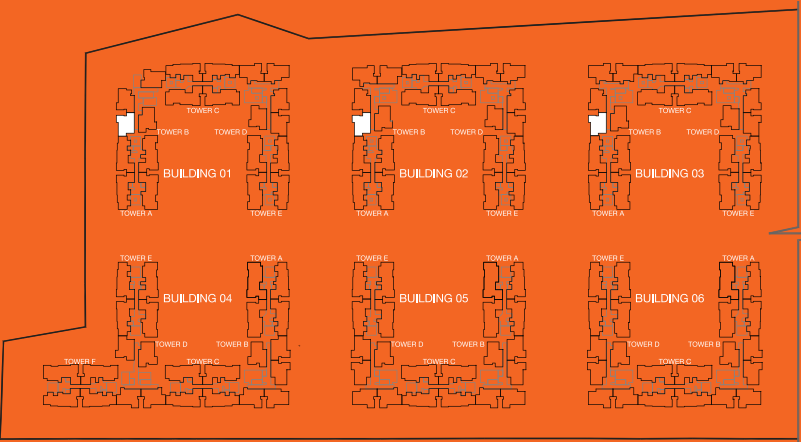 TOWER C
TOWER B TOWER D
BUILDING 01
TOWER A TOWER E
TOWER C
TOWER B TOWER D
BUILDING 02
TOWER A TOWER E
TOWER C
TOWER B TOWER D
BUILDING 03
TOWER A TOWER E
TOWER E TOWER A
BUILDING 04
TOWER D TOWER B
TOWER F TOWER C
TOWER E TOWER A
BUILDING 05
TOWER D TOWER B
TOWER C
TOWER E TOWER A
BUILDING 06
TOWER D TOWER B
TOWER C